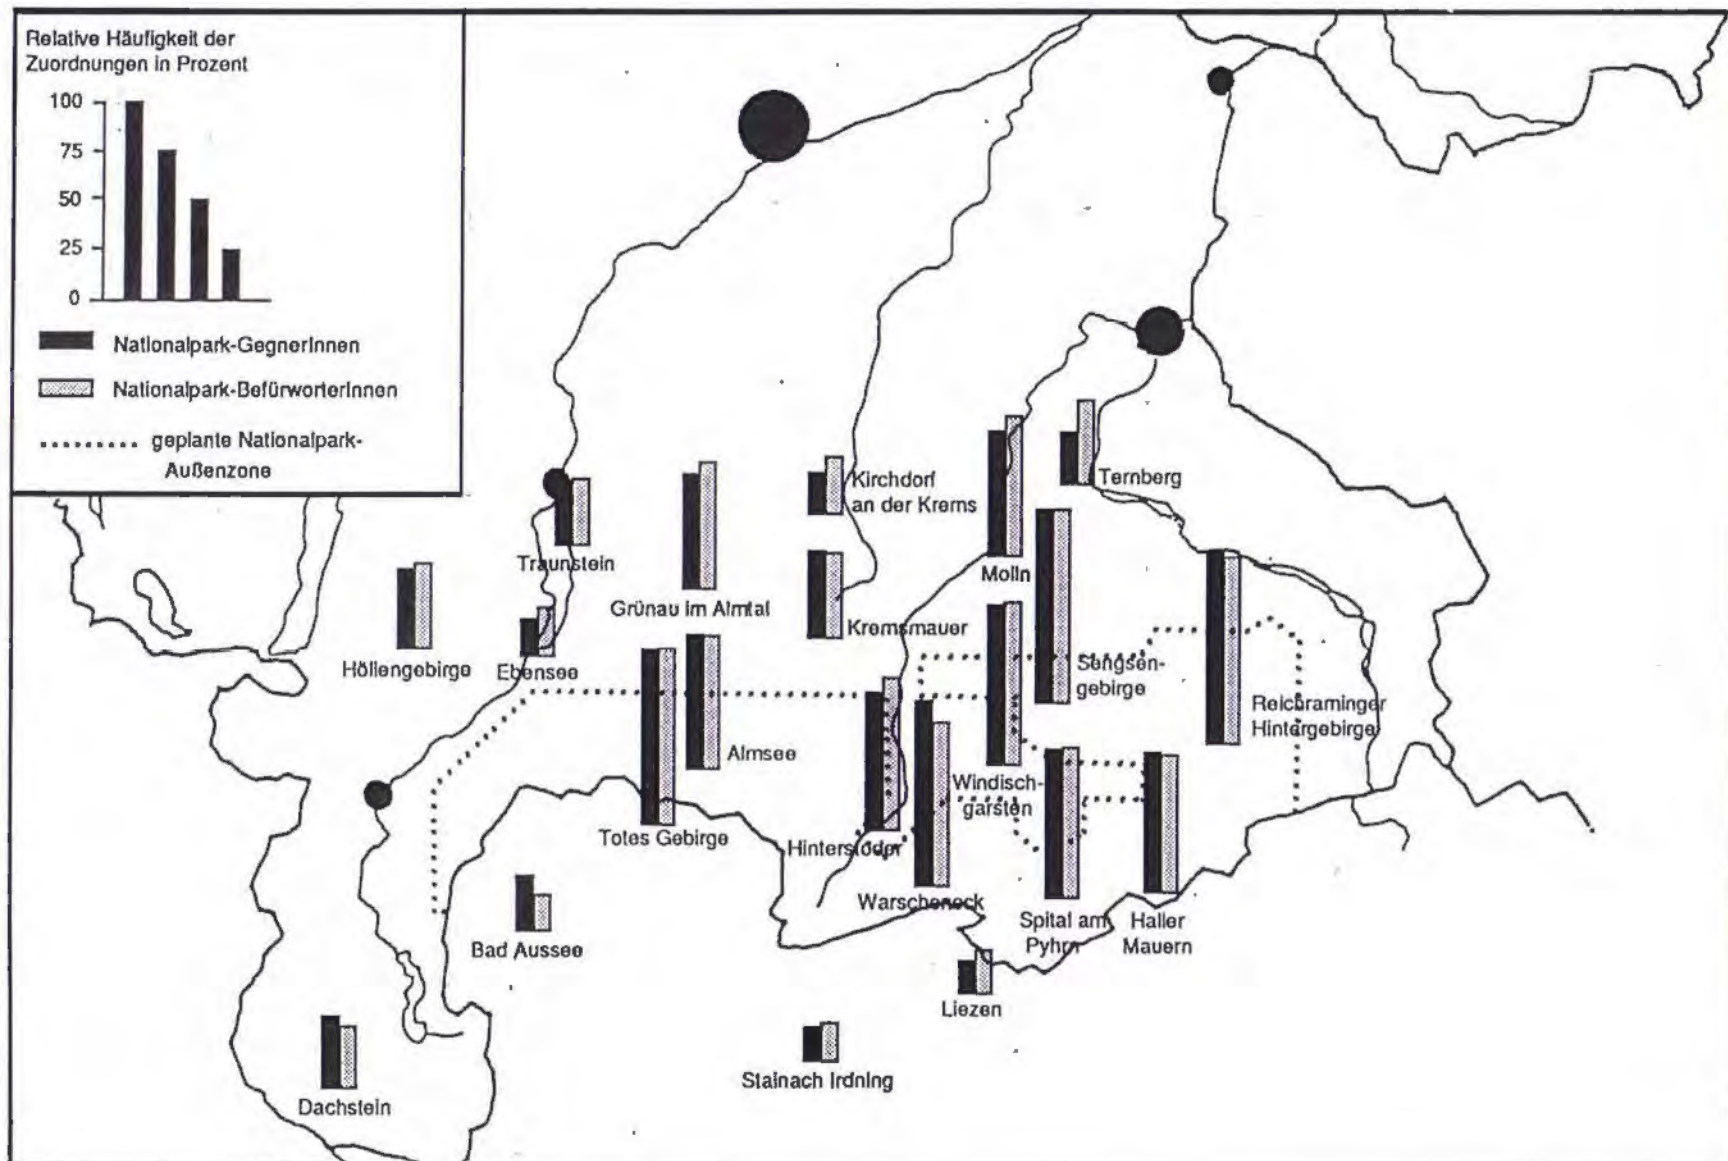 Relative Häufigkeit der
Zuordnungen in Prozent
100
75
50
25
0
Nationalpark-GegnerInnen
Nationalpark-BefürworterInnen
geplante Nationalpark-
Außenzone
Kirchdorf
an der Krems
Ternberg
Traunstein
Grünau im Almtal
Molln
Kremsmauer
Höllengebirge
Ebensee
Sengsen-
gebirge
Reichraminger
Hintergebirge
Almsee
Windisch-
garsten
Totes Gebirge
Hinterstoder
Warscheneck
Spital am
Pyhrn
Haller
Mauern
Bad Aussee
Liezen
Stainach Irdning
Dachstein